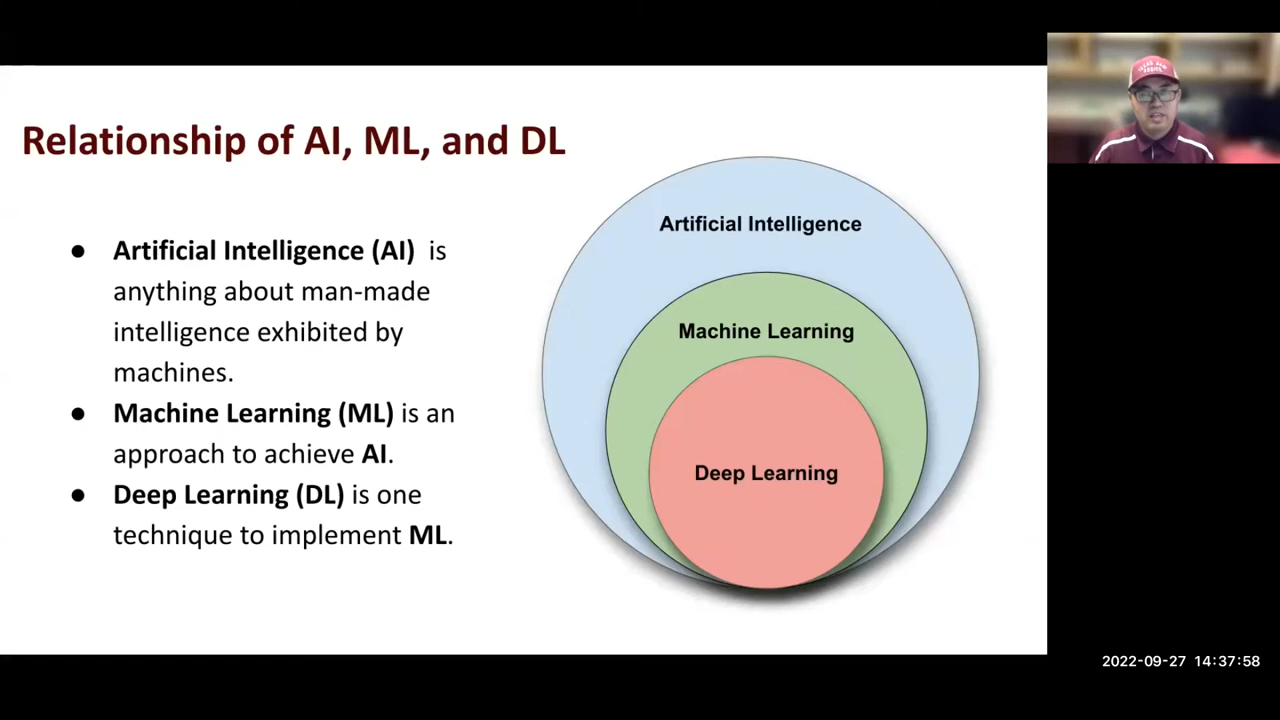 Relationship of AI, ML, and DL
● Artificial Intelligence (AI) is
anything about man-made
intelligence exhibited by
machines.
● Machine Learning (ML) is an
approach to achieve AI.
● Deep Learning (DL) is one
technique to implement ML.
Artificial Intelligence
Machine Learning
Deep Learning
2022-09-27 14:37:58